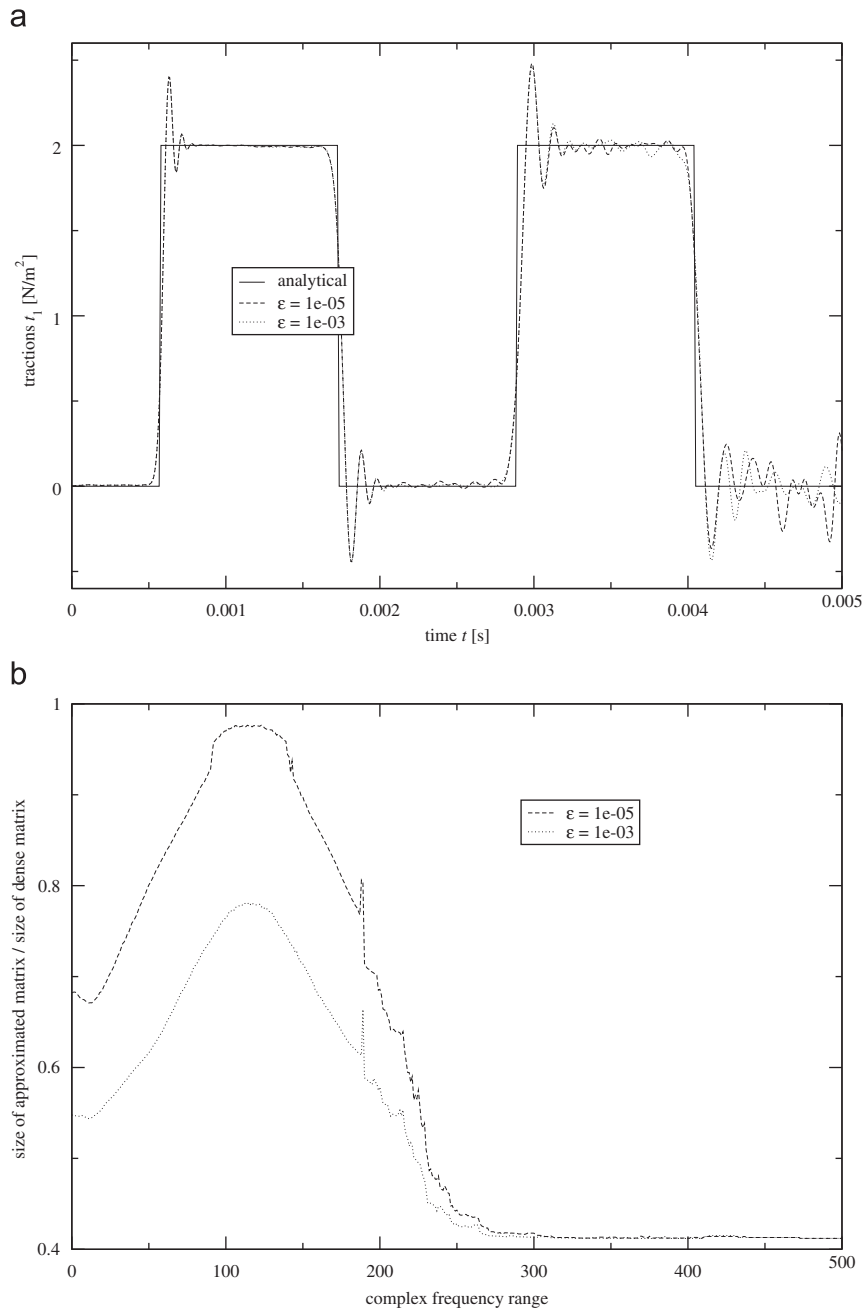 a
2
1
0
tractions t₁ [N/m²]
analytical
ε = 1e-05
ε = 1e-03
0
0.001
0.002
0.003
0.004
0.005
time t [s]
b
1
0.8
0.6
0.4
size of approximated matrix / size of dense matrix
ε = 1e-05
ε = 1e-03
0
100
200
300
400
500
complex frequency range